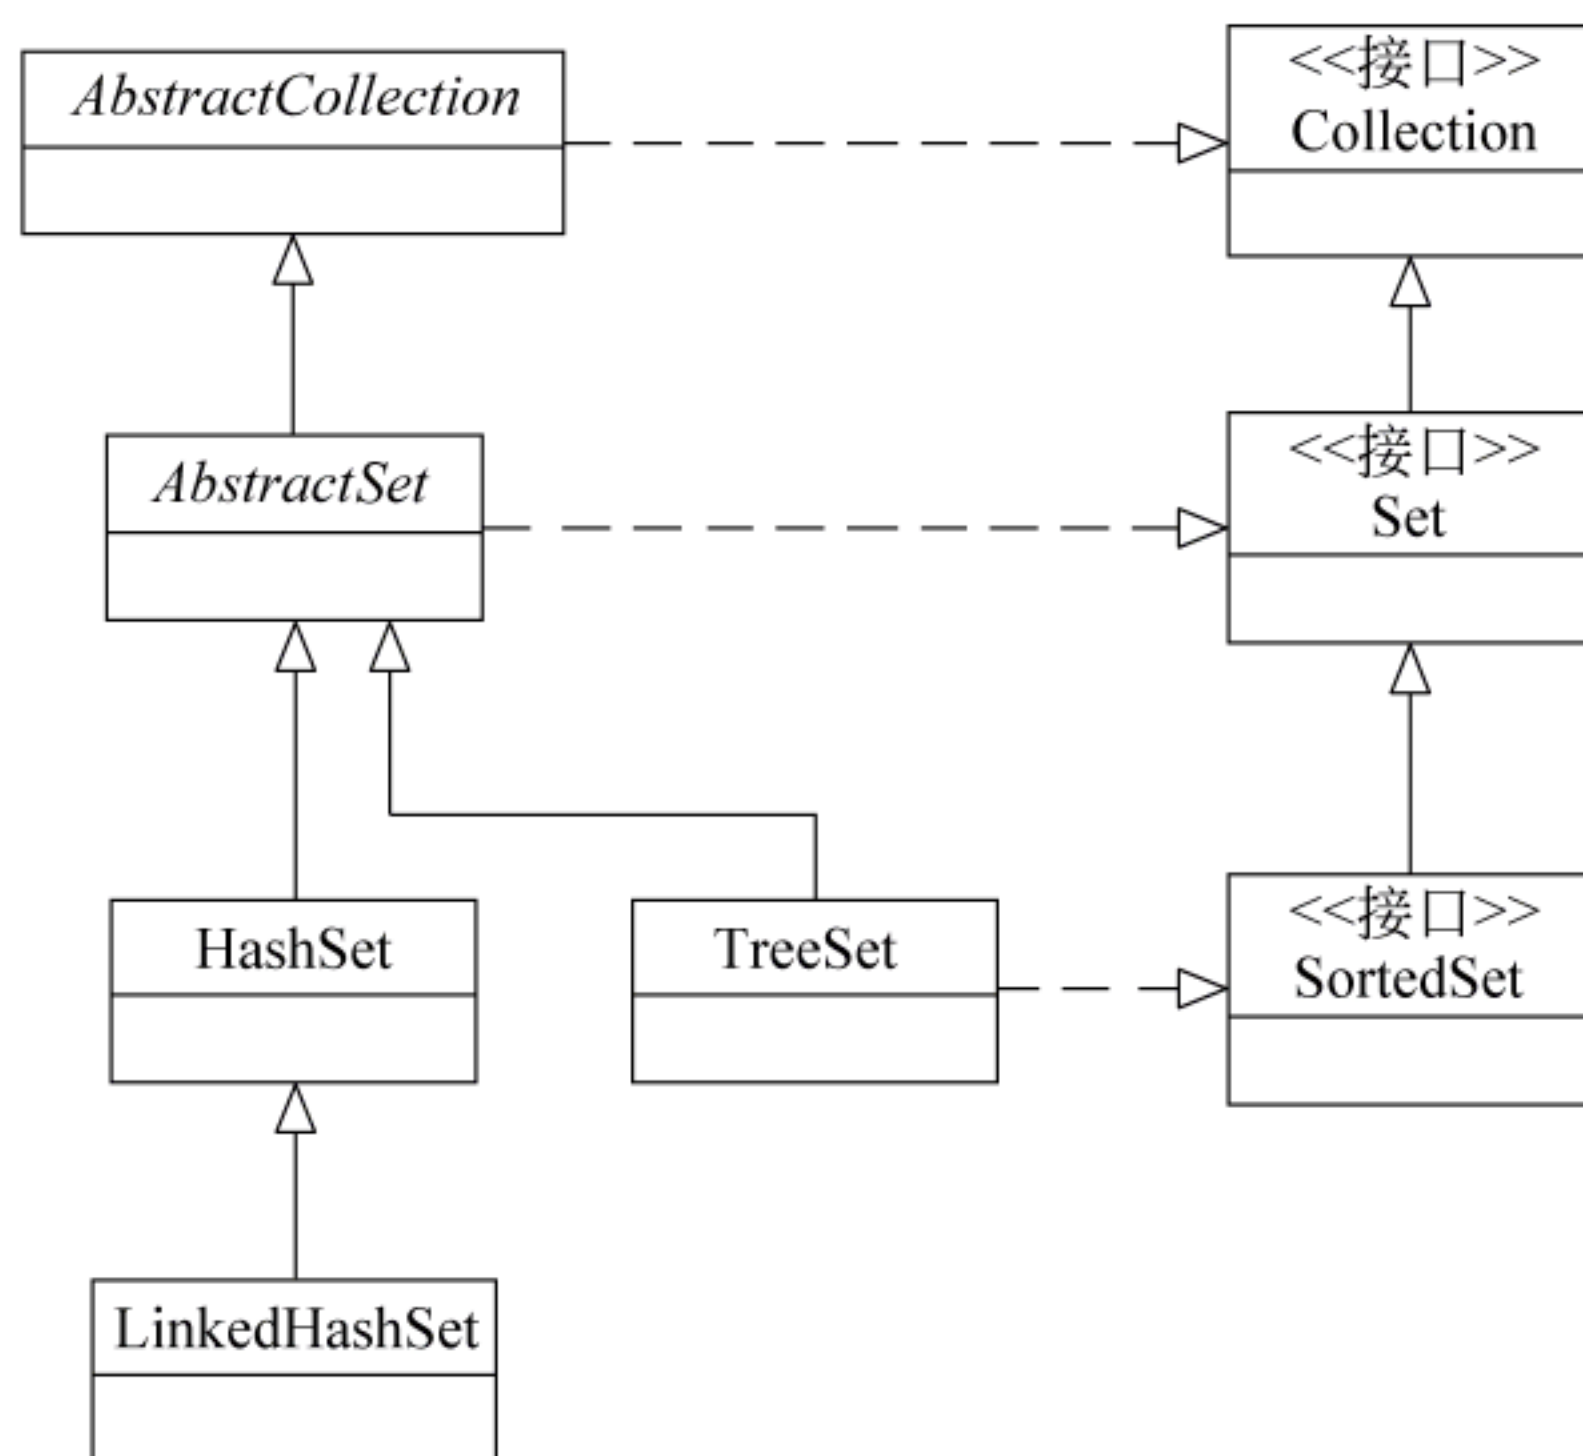 AbstractCollection
<<接口>>
Collection
AbstractSet
<<接口>>
Set
HashSet
TreeSet
<<接口>>
SortedSet
LinkedHashSet